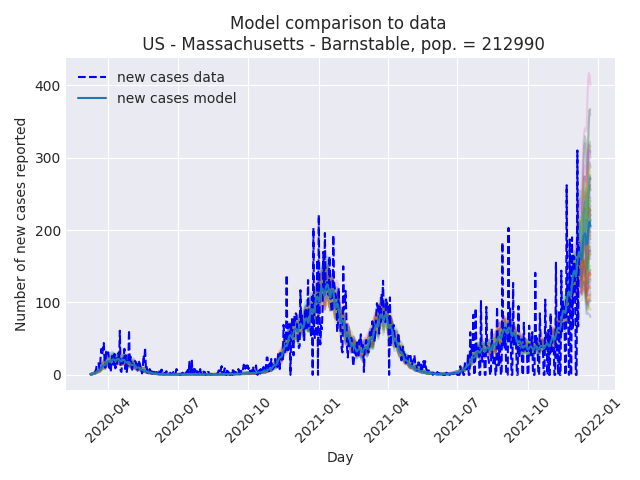 Model comparison to data
US - Massachusetts - Barnstable, pop. = 212990
new cases data
new cases model
Number of new cases reported
400
300
200
100
0
2020-04
2020-07
2020-10
2021-01
2021-04
2021-07
2021-10
2022-01
Day